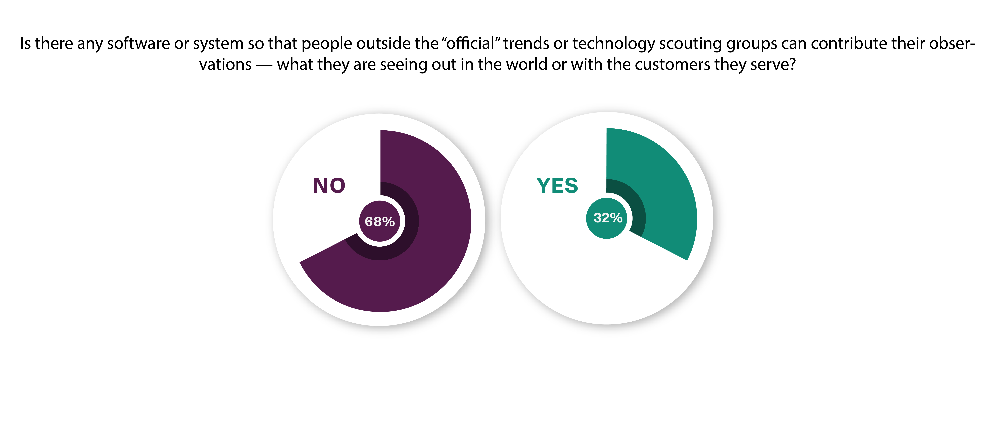 Is there any software or system so that people outside the “official” trends or technology scouting groups can contribute their obser-
vations — what they are seeing out in the world or with the customers they serve?
NO
68%
YES
32%